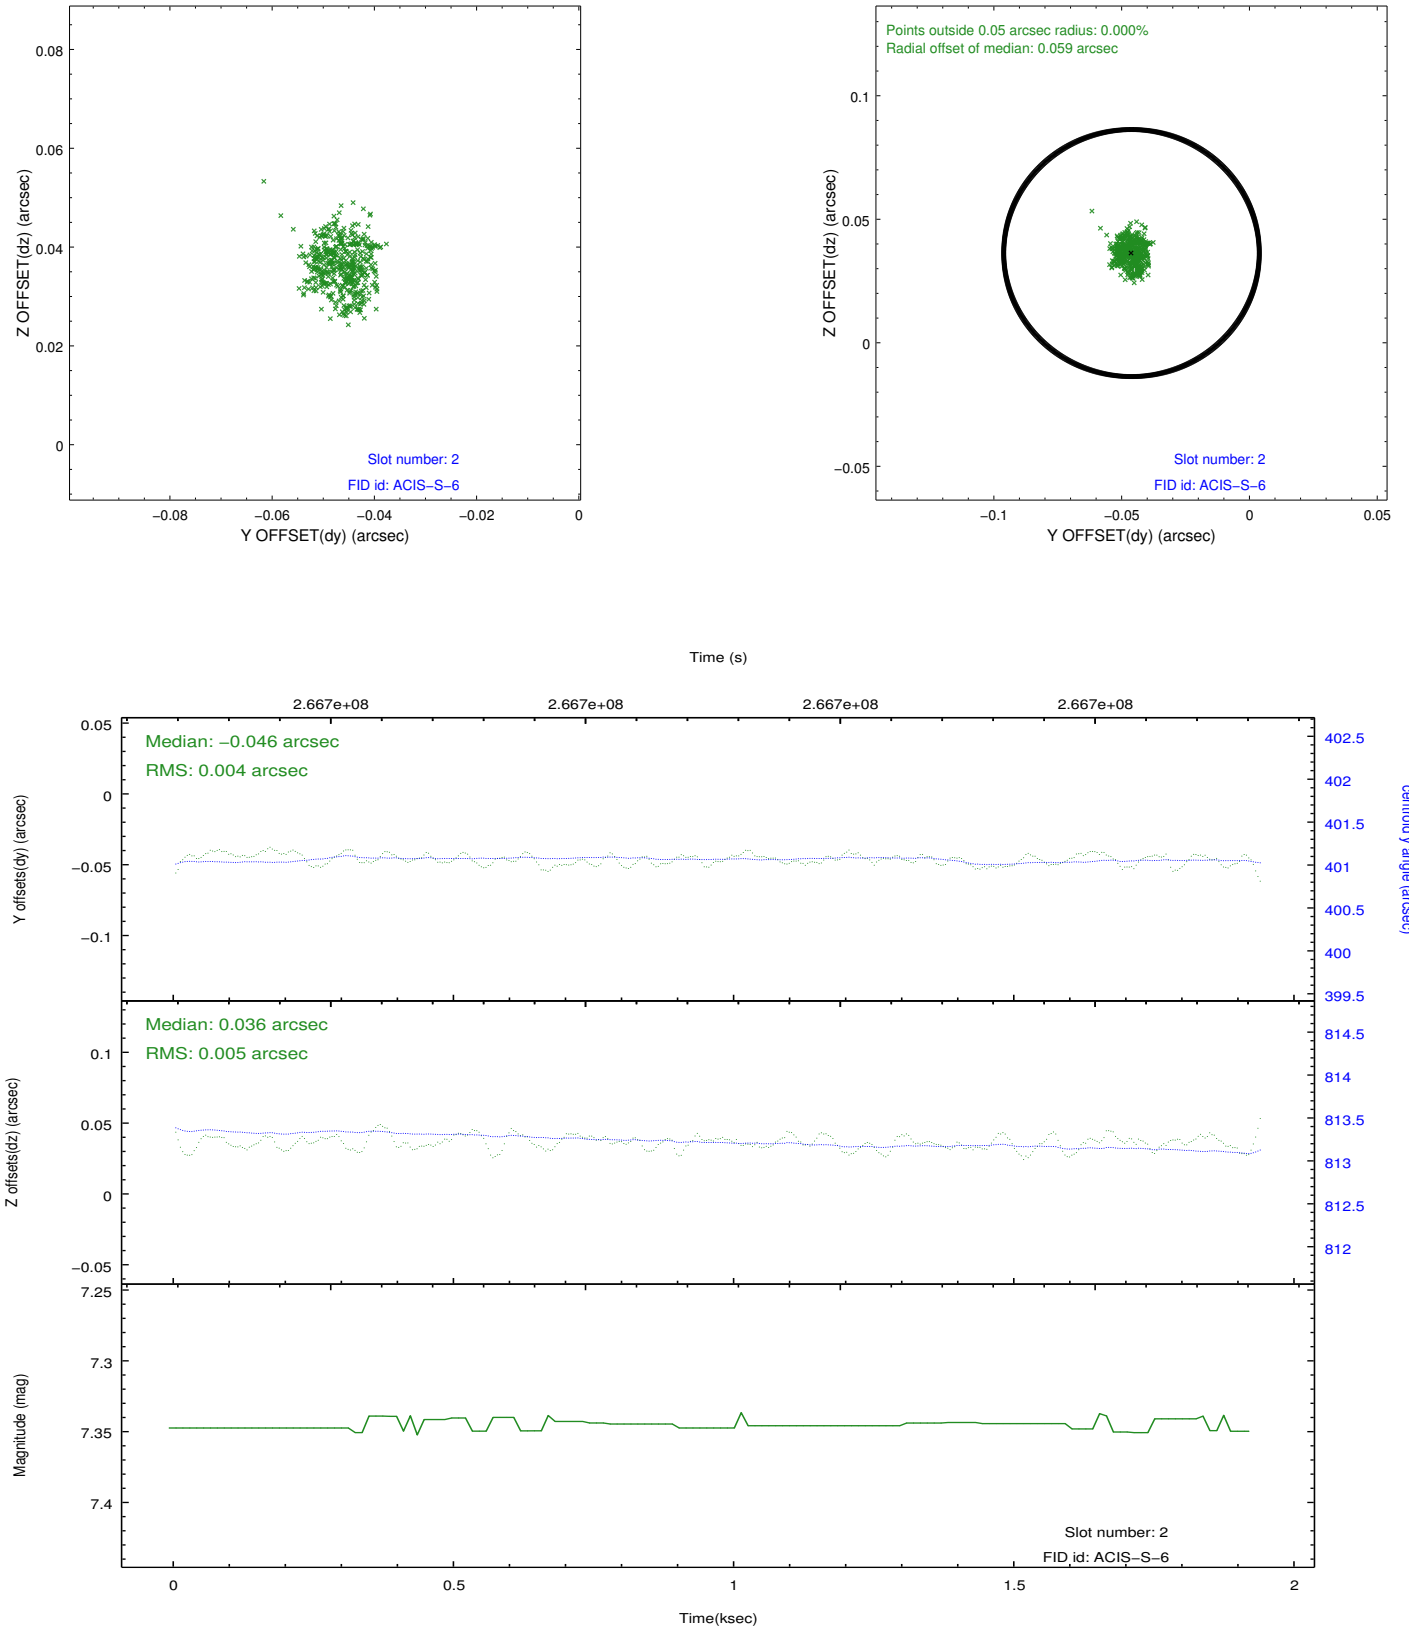 0.08
0.06
0.04
0.02
0
Z OFFSET(dz) (arcsec)
Slot number: 2
FID id: ACIS−S−6
−0.08
−0.06
−0.04
−0.02
0
Y OFFSET(dy) (arcsec)
Points outside 0.05 arcsec radius: 0.000%
Radial offset of median: 0.059 arcsec
0.1
0.05
0
−0.05
Z OFFSET(dz) (arcsec)
Slot number: 2
FID id: ACIS−S−6
−0.1
−0.05
0
0.05
Y OFFSET(dy) (arcsec)
Time (s)
2.667e+08
2.667e+08
2.667e+08
2.667e+08
Median: −0.046 arcsec
RMS: 0.004 arcsec
0.05
0
−0.05
−0.1
Y offsets(dy) (arcsec)
402.5
402
401.5
401
400.5
400
399.5
centroid y angle (arcsec)
Median: 0.036 arcsec
RMS: 0.005 arcsec
0.1
0.05
0
−0.05
Z offsets(dz) (arcsec)
814.5
814
813.5
813
812.5
812
7.25
7.3
7.35
7.4
Magnitude (mag)
Slot number: 2
FID id: ACIS−S−6
0
0.5
1
1.5
2
Time(ksec)